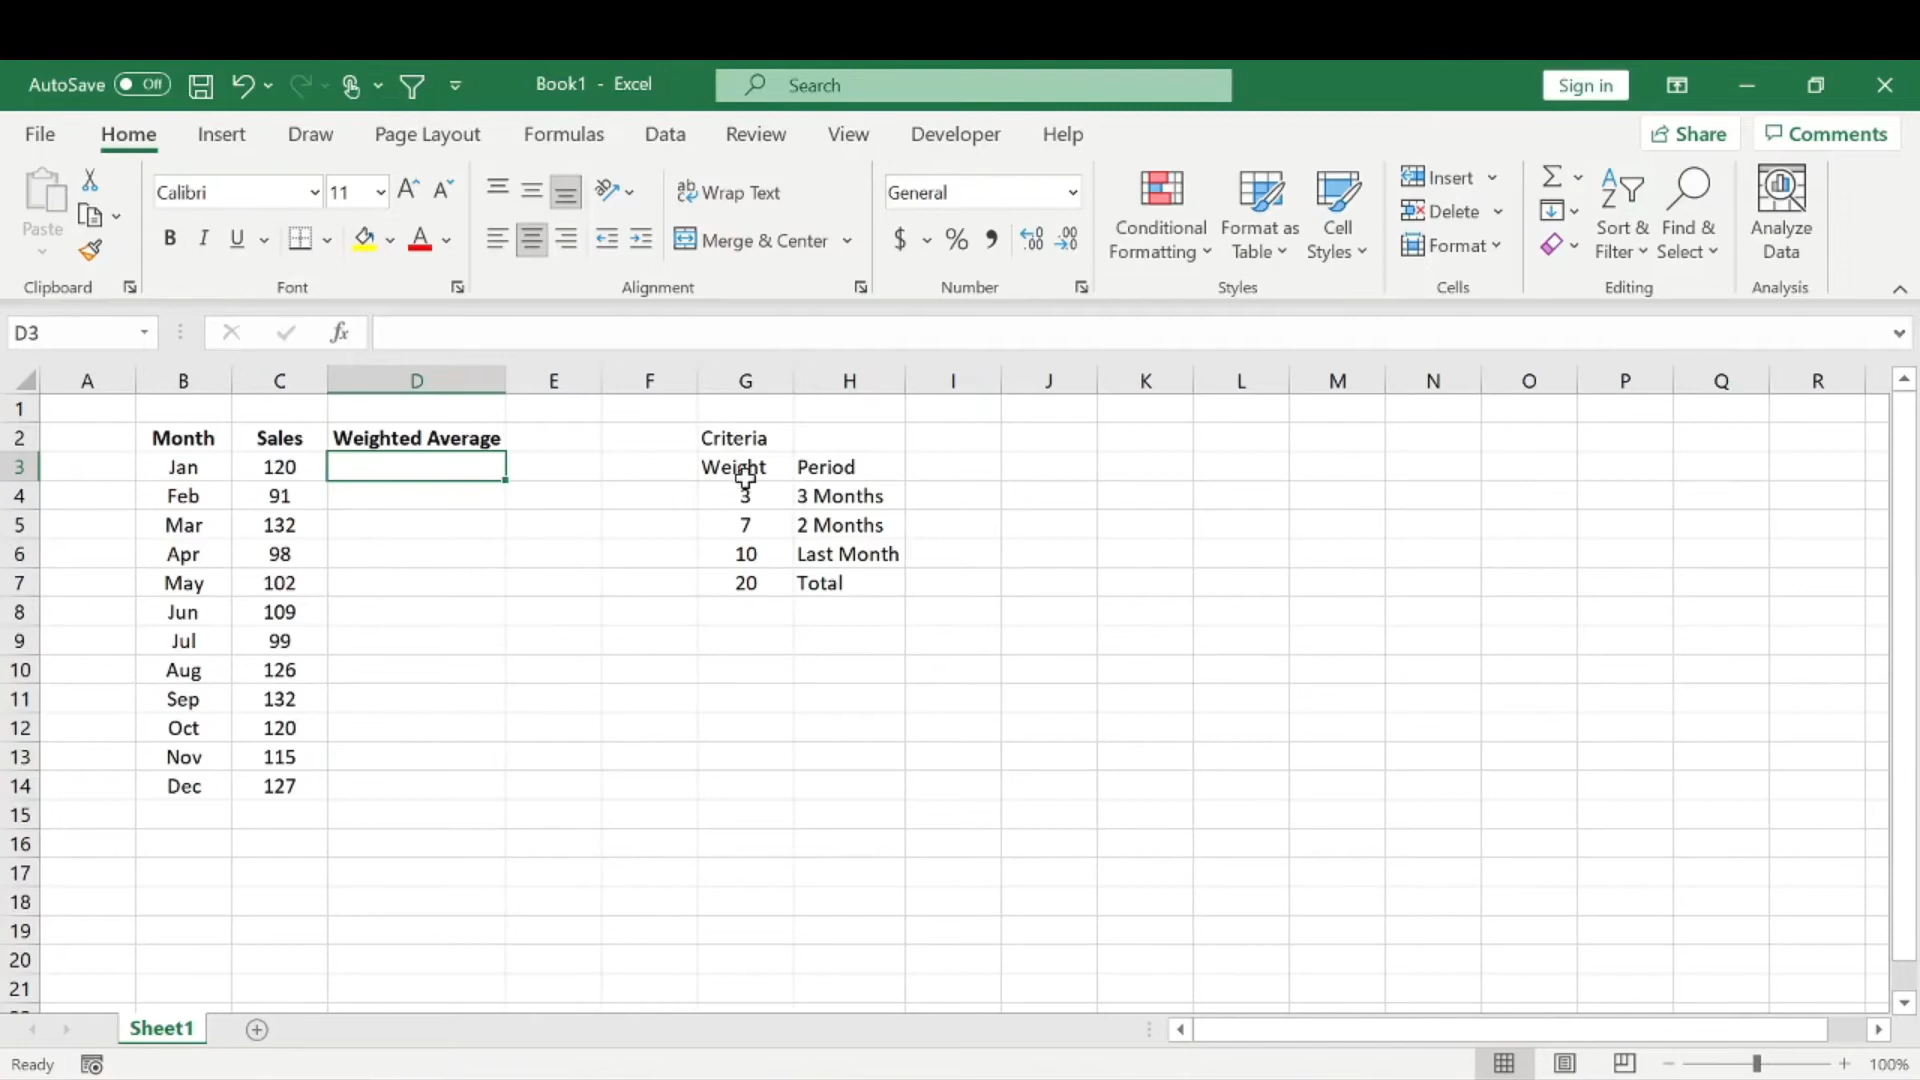 AutoSave Off Book1 - Excel Search Sign in
File Home Insert Draw Page Layout Formulas Data Review View Developer Help Share Comments
Paste Calibri 11 Wrap Text General Conditional Formatting Format as Table Cell Styles Insert Sort & Filter Find & Select Analyze Data
B I U Merge & Center $ % Delete
Format
Clipboard Font Alignment Number Styles Cells Editing Analysis
D3 fx
A B C D E F G H I J K L M N O P Q R
1
2 Month Sales Weighted Average Criteria
3 Jan 120 Weight Period
4 Feb 91 3 3 Months
5 Mar 132 7 2 Months
6 Apr 98 10 Last Month
7 May 102 20 Total
8 Jun 109
9 Jul 99
10 Aug 126
11 Sep 132
12 Oct 120
13 Nov 115
14 Dec 127
15
16
17
18
19
20
21
Sheet1
Ready 100%